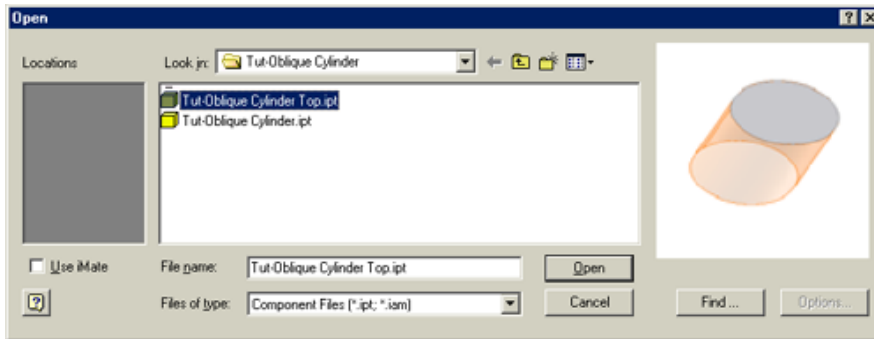 Open
Locations
Look in: Tut-Oblique Cylinder
Tut-Oblique Cylinder Top.ipt
Tut-Oblique Cylinder.ipt
Use iMate
File name: Tut-Oblique Cylinder Top.ipt
Open
Files of type: Component Files (*.ipt; *.iam)
Cancel
Find ...
Options...